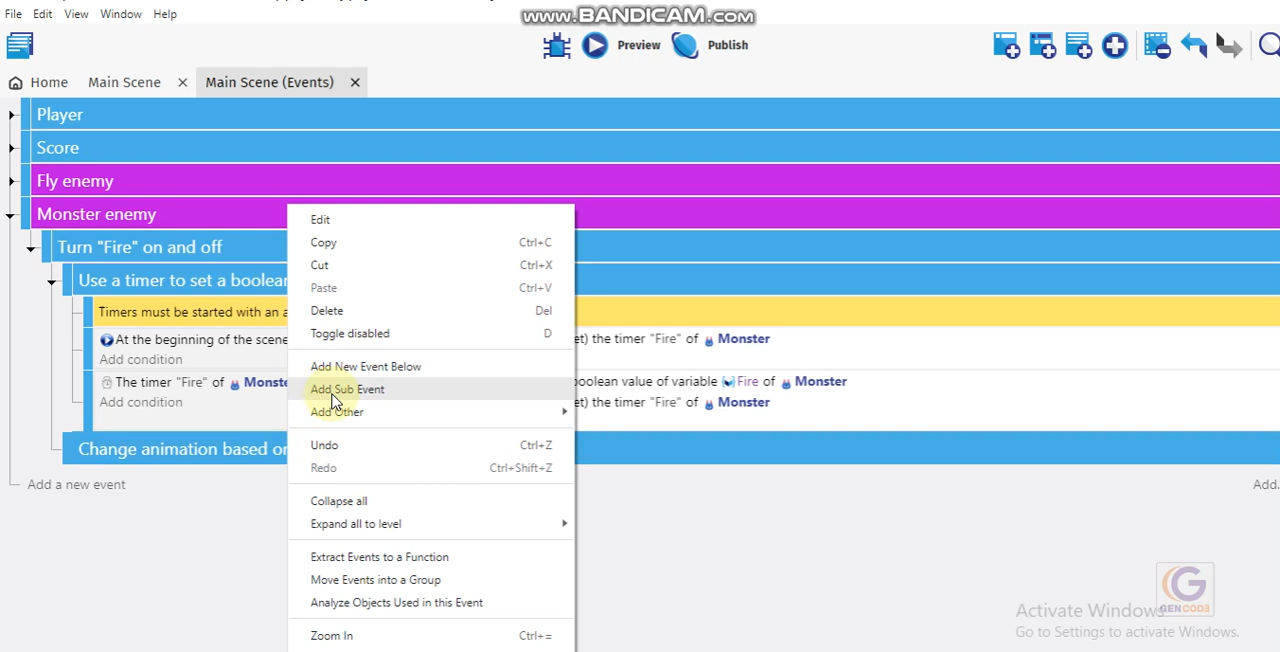 www.BANDICAM.com
File Edit View Window Help
Preview Publish
Home Main Scene × Main Scene (Events) ×
Player
Score
Fly enemy
Monster enemy
Turn "Fire" on and off
Use a timer to set a boolean
Timers must be started with an a
At the beginning of the scene
et) the timer "Fire" of Monster
Add condition
The timer "Fire" of Monste
boolean value of variable Fire of Monster
Add condition
et) the timer "Fire" of Monster
Change animation based or
Add a new event
Add.
Edit
Copy Ctrl+C
Cut Ctrl+X
Paste Ctrl+V
Delete Del
Toggle disabled D
Add New Event Below
Add Sub Event
Add Other
Undo Ctrl+Z
Redo Ctrl+Shift+Z
Collapse all
Expand all to level
Extract Events to a Function
Move Events into a Group
Analyze Objects Used in this Event
Zoom In Ctrl+=
GENCODE
Activate Windows
Go to Settings to activate Windows.